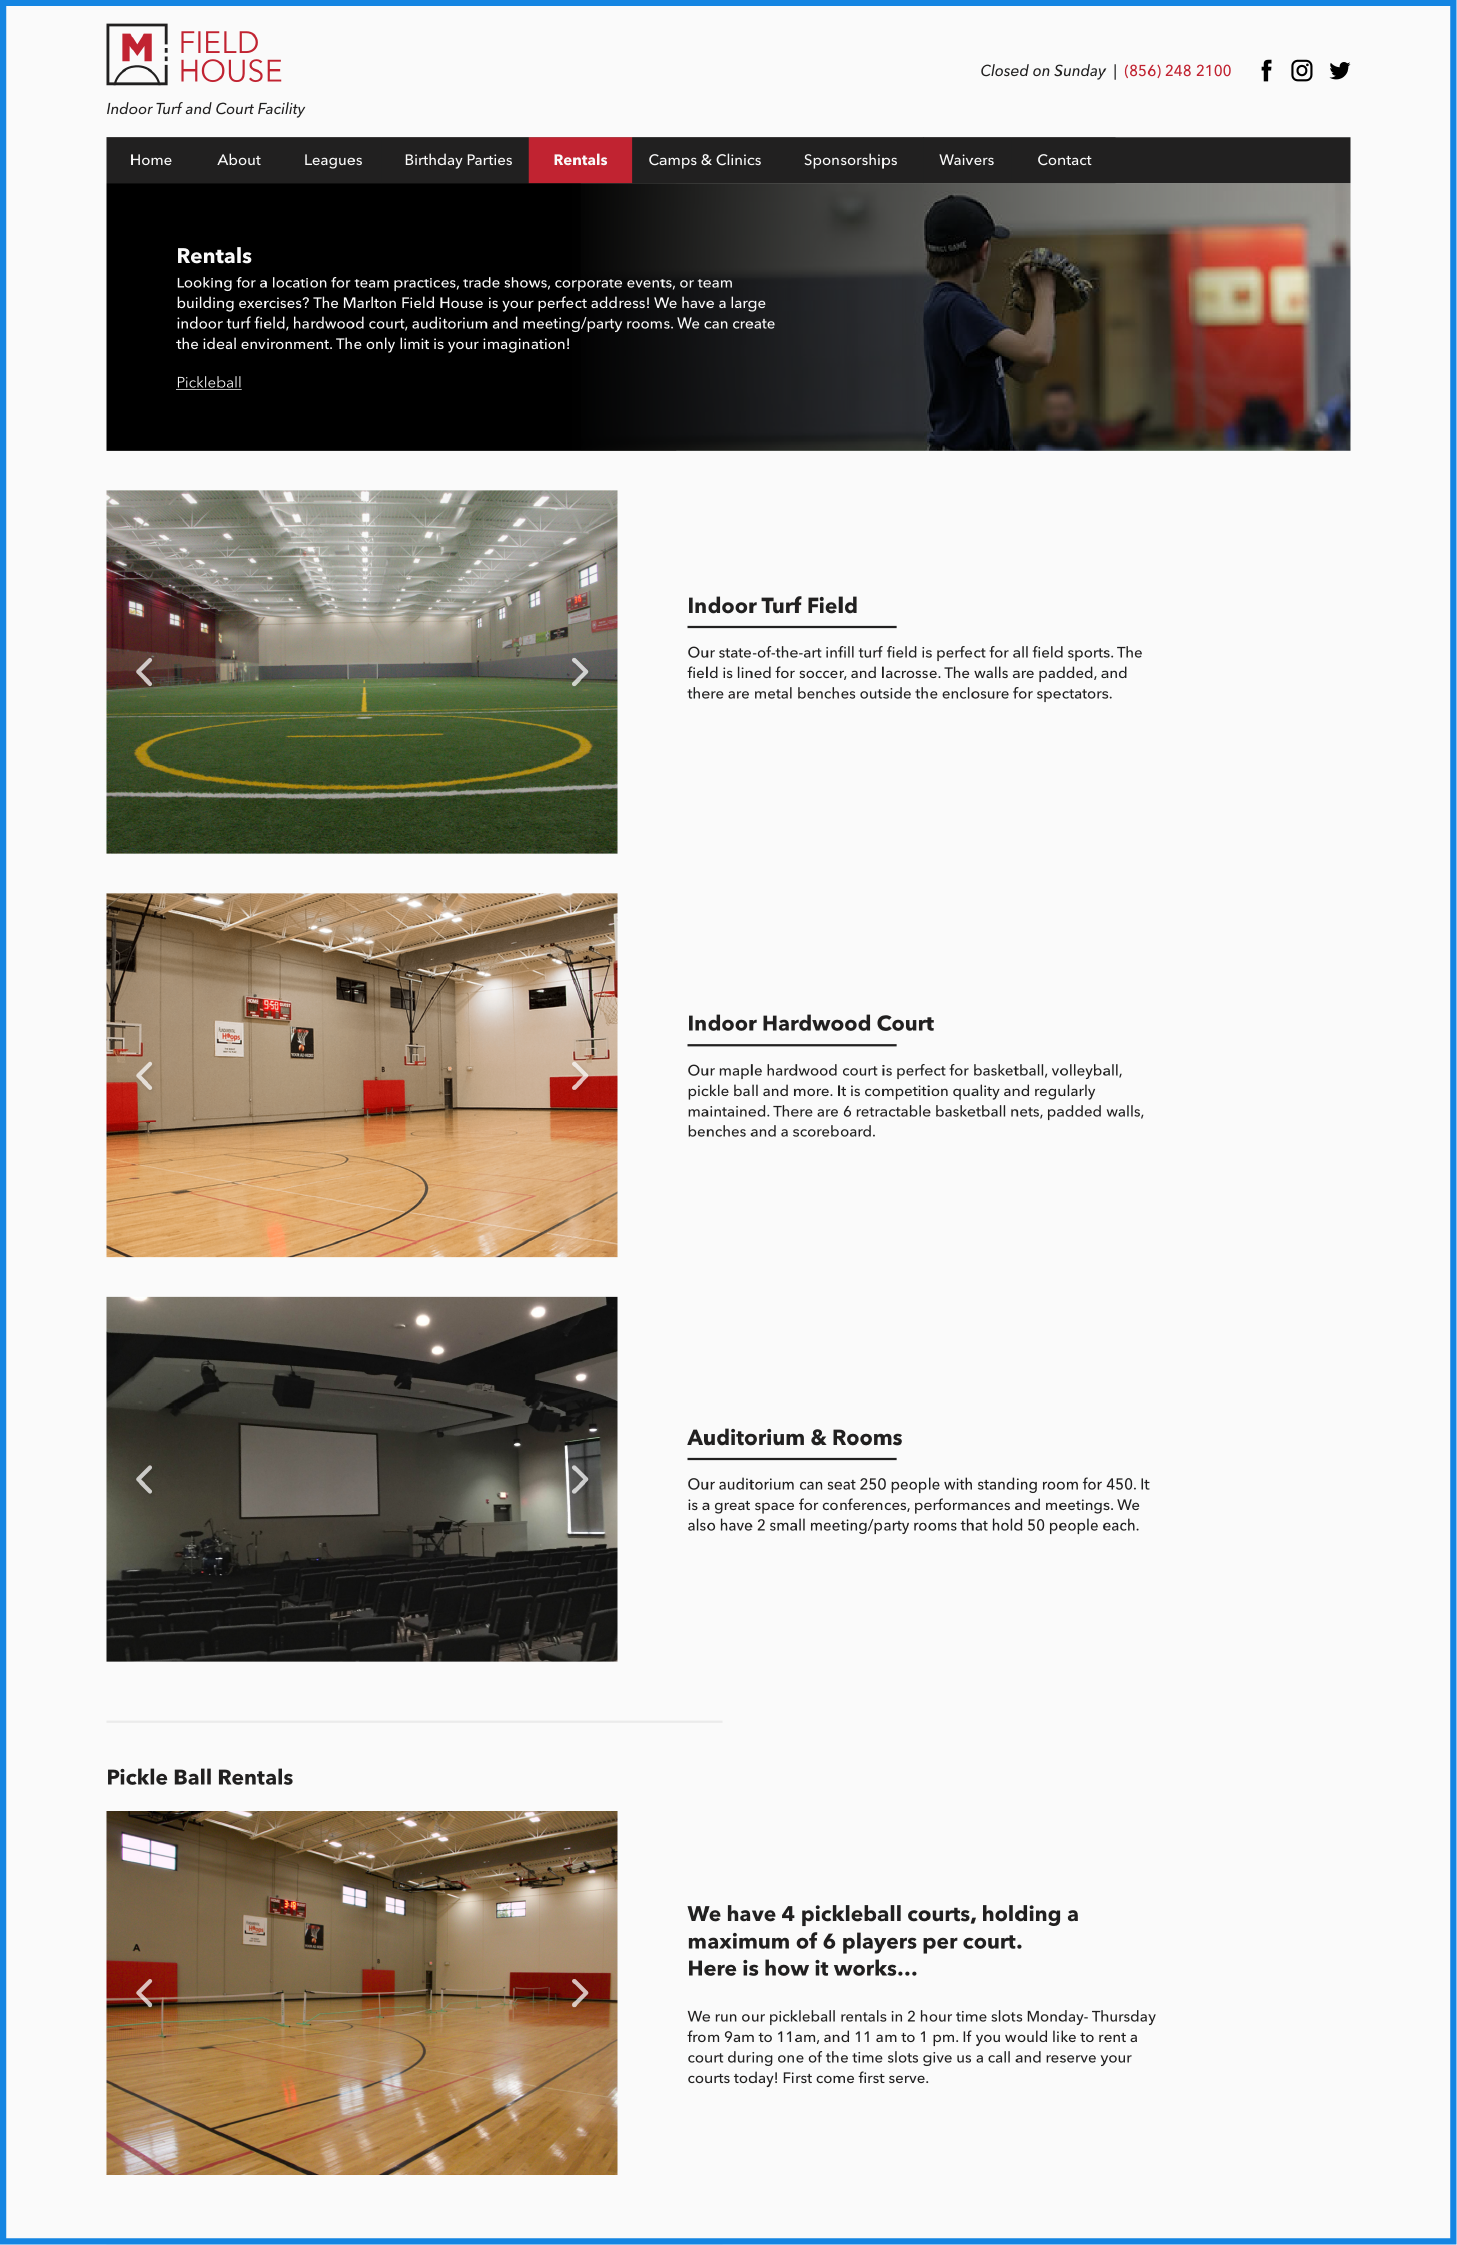 M FIELD
HOUSE
Indoor Turf and Court Facility
Closed on Sunday | (856) 248 2100
Home About Leagues Birthday Parties Rentals Camps & Clinics Sponsorships Waivers Contact
Rentals
Looking for a location for team practices, trade shows, corporate events, or team
building exercises? The Marlton Field House is your perfect address! We have a large
indoor turf field, hardwood court, auditorium and meeting/party rooms. We can create
the ideal environment. The only limit is your imagination!
Pickleball
Indoor Turf Field
Our state-of-the-art infill turf field is perfect for all field sports. The
field is lined for soccer, and lacrosse. The walls are padded, and
there are metal benches outside the enclosure for spectators.
HOME 9:50 GUEST
Hoops
Indoor Hardwood Court
Our maple hardwood court is perfect for basketball, volleyball,
pickle ball and more. It is competition quality and regularly
maintained. There are 6 retractable basketball nets, padded walls,
benches and a scoreboard.
Auditorium & Rooms
Our auditorium can seat 250 people with standing room for 450. It
is a great space for conferences, performances and meetings. We
also have 2 small meeting/party rooms that hold 50 people each.
Pickle Ball Rentals
Hoops
A
We have 4 pickleball courts, holding a
maximum of 6 players per court.
Here is how it works...
We run our pickleball rentals in 2 hour time slots Monday- Thursday
from 9am to 11am, and 11 am to 1 pm. If you would like to rent a
court during one of the time slots give us a call and reserve your
courts today! First come first serve.